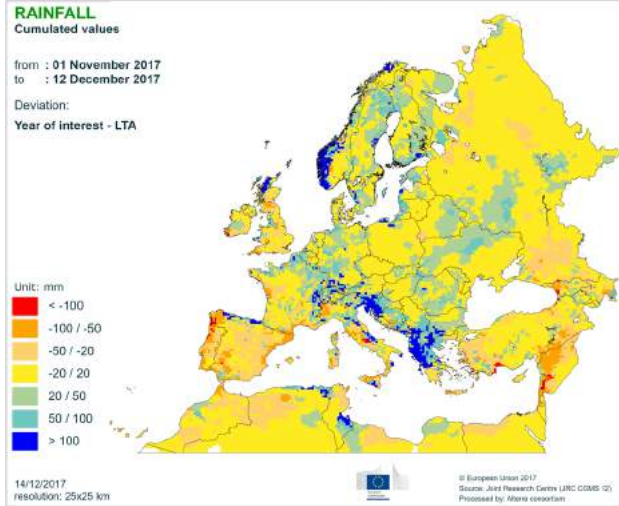 RAINFALL
Cumulated values
from : 01 November 2017
to : 12 December 2017
Deviation:
Year of interest - LTA
Unit: mm
< -100
-100 / -50
-50 / -20
-20 / 20
20 / 50
50 / 100
> 100
14/12/2017
resolution: 25x25 km
© European Union 2017
Source: Joint Research Centre (JRC CGMS 12)
Processed by: Alterra consortium